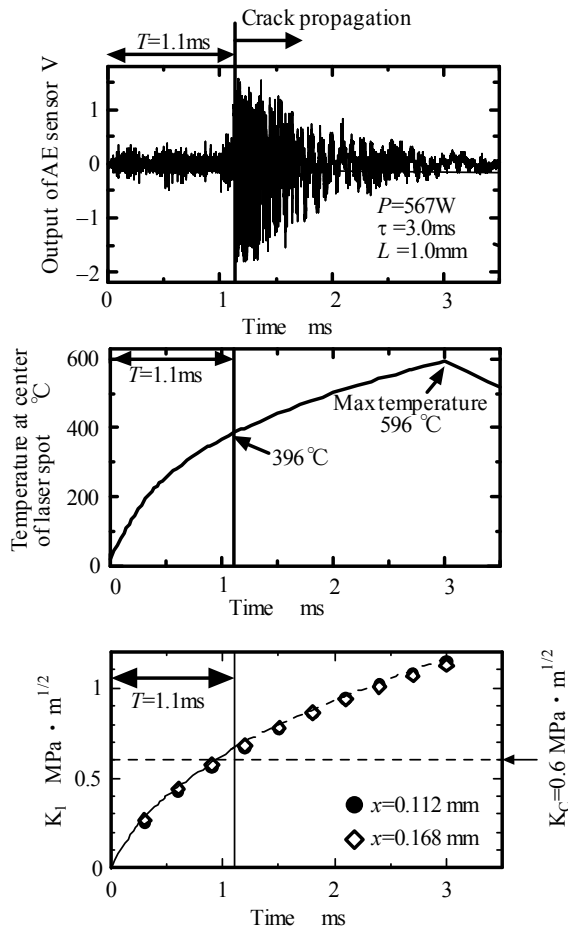 Crack propagation
T=1.1ms
Output of AE sensor V
1
0
−1
−2
P=567W
τ =3.0ms
L =1.0mm
0 1 2 3
Time ms
Temperature at center
of laser spot ℃
600
400
200
0
T=1.1ms
Max temperature
596 ℃
396 ℃
0 1 2 3
Time ms
K1 MPa・m1/2
1
0.5
0
T=1.1ms
x=0.112 mm
x=0.168 mm
KC=0.6 MPa・m1/2
0 1 2 3
Time ms